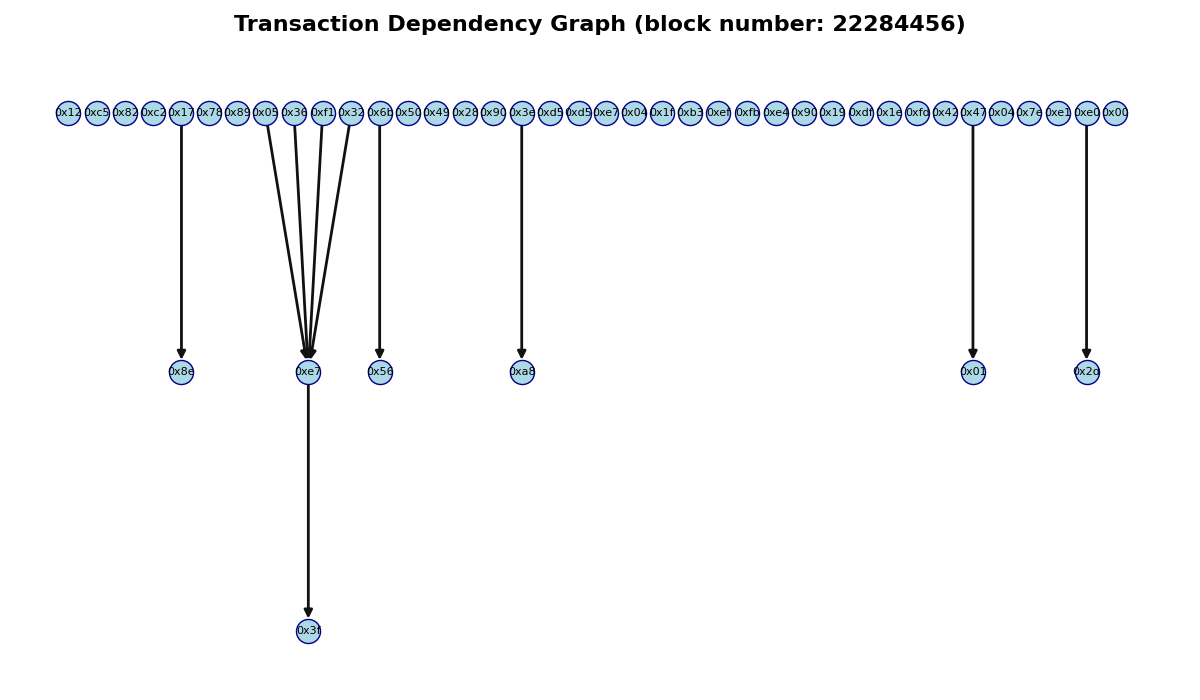 Transaction Dependency Graph (block number: 22284456)
0x12 0xc5 0x82 0xc2 0x17 0x78 0x89 0x05 0x36 0xf1 0x32 0x6b 0x50 0x49 0x28 0x90 0x3e 0xd5 0xd5 0xe7 0x04 0x1f 0xb3 0xef 0xfb 0xe4 0x90 0x19 0xdf 0x1e 0xfd 0x42 0x47 0x04 0x7e 0xe1 0xe0 0x00
0x8e 0xe7 0x56 0xa8 0x01 0x2d
0x3f